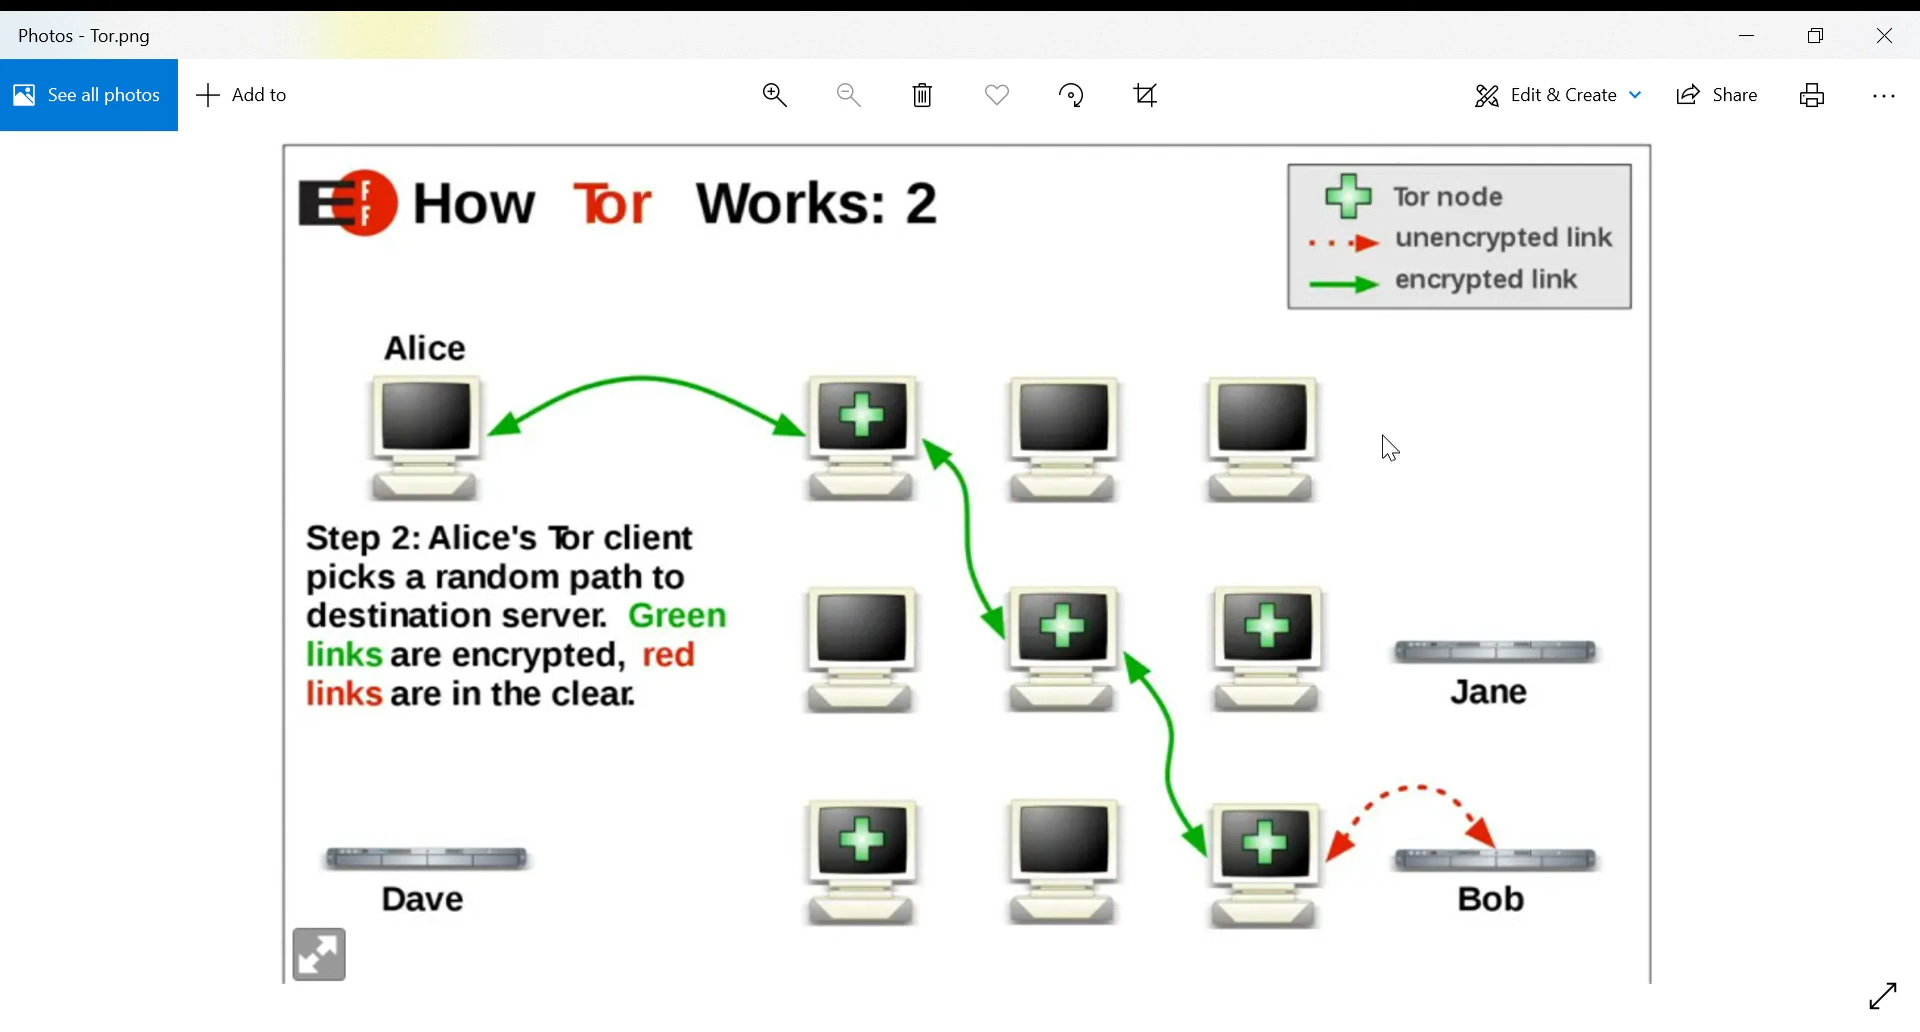 Photos - Tor.png
See all photos
Add to
Edit & Create
Share
EFF How Tor Works: 2
Tor node
unencrypted link
encrypted link
Alice
Step 2: Alice's Tor client
picks a random path to
destination server. Green
links are encrypted, red
links are in the clear.
Jane
Dave
Bob